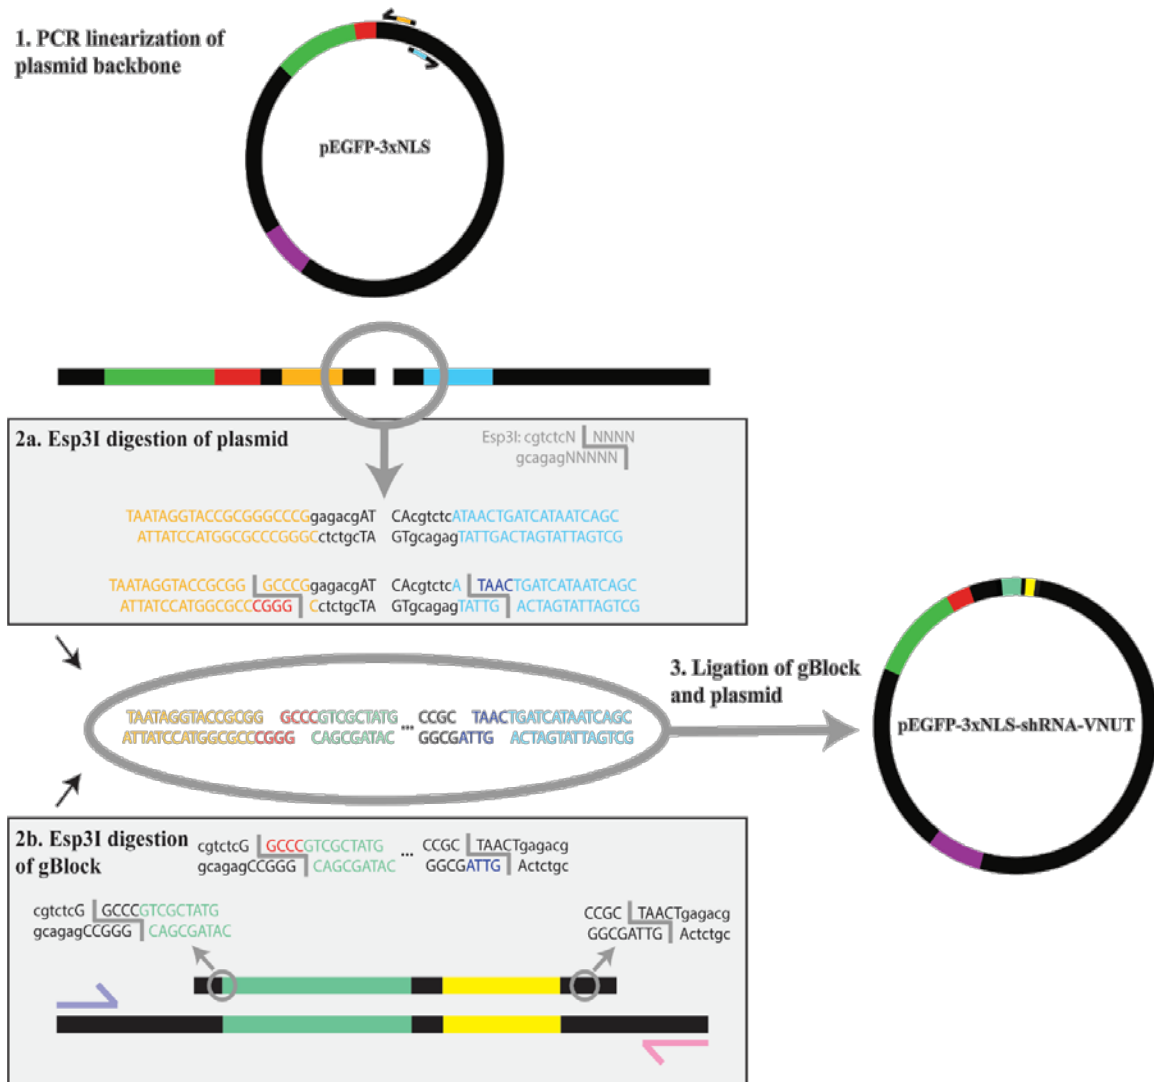 1. PCR linearization of
plasmid backbone
pEGFP-3xNLS
2a. Esp3I digestion of plasmid
Esp3I: cgtctcN NNNN
gcagagNNNNN
TAATAGGTACCGCGGGCCCGgagacgAT CAcgtctcATAACTGATCATAATCAGC
ATTATCCATGGCGCCCGGGCctctgcTA GTgcagagTATTGACTAGTATTAGTCG
TAATAGGTACCGCGG GCCCGgagacgAT CAcgtctcA TAACTGATCATAATCAGC
ATTATCCATGGCGCCCGGG CctctgcTA GTgcagagTATTG ACTAGTATTAGTCG
3. Ligation of gBlock
and plasmid
TAATAGGTACCGCGG GCCCGTCGCTATG ... CCGC TAACTGATCATAATCAGC
ATTATCCATGGCGCCCGGG CAGCGATAC GGCGATTG ACTAGTATTAGTCG
pEGFP-3xNLS-shRNA-VNUT
2b. Esp3I digestion
of gBlock
cgtctcG GCCCGTCGCTATG ... CCGC TAACTgagacg
gcagagCCGGG CAGCGATAC GGCGATTG Actctgc
cgtctcG GCCCGTCGCTATG
gcagagCCGGG CAGCGATAC
CCGC TAACTgagacg
GGCGATTG Actctgc